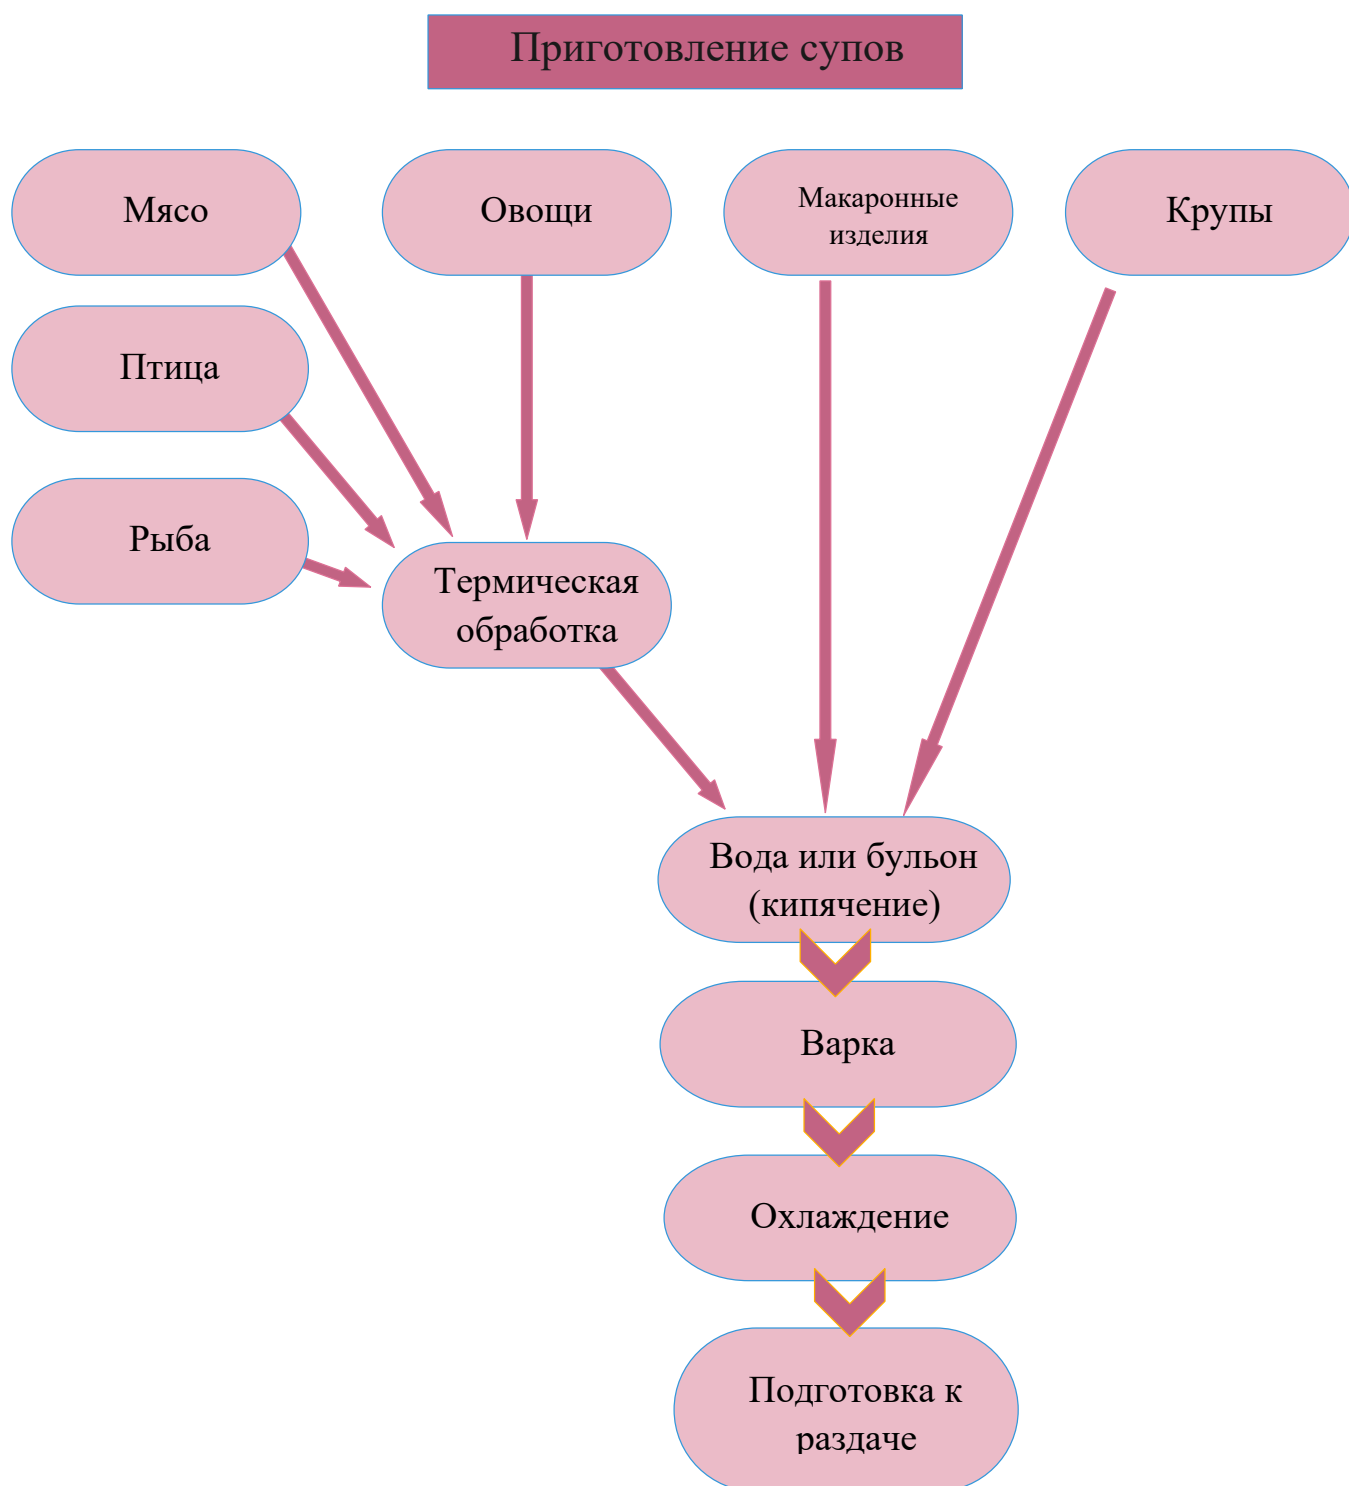 Приготовление супов
Мясо
Овощи
Макаронные
изделия
Крупы
Птица
Рыба
Термическая
обработка
Вода или бульон
(кипячение)
Варка
Охлаждение
Подготовка к
раздаче